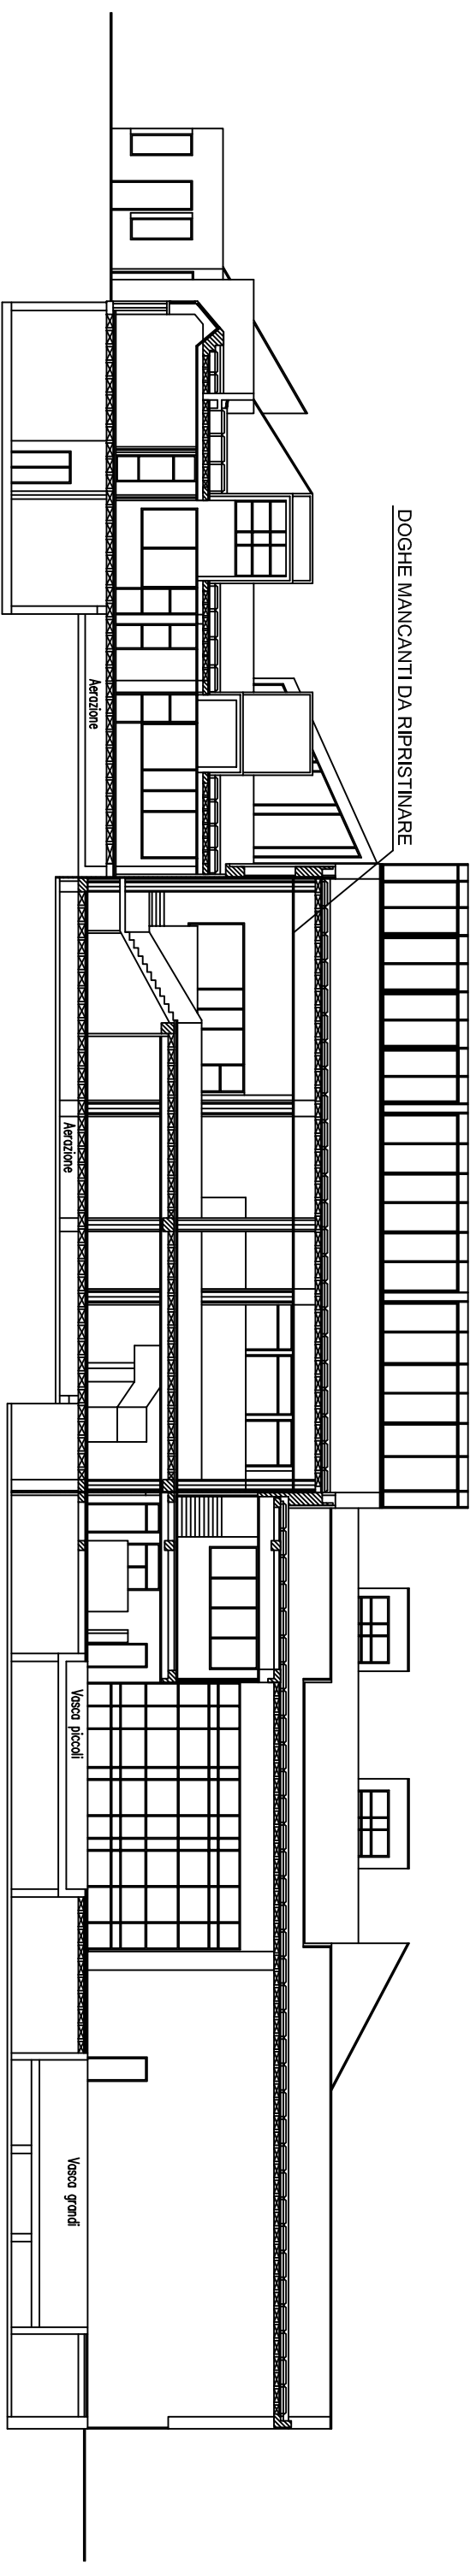 DOGHE MANCANTI DA RIPRISTINARE
Aerazione
Aerazione
Vasca piccoli
Vasca grandi